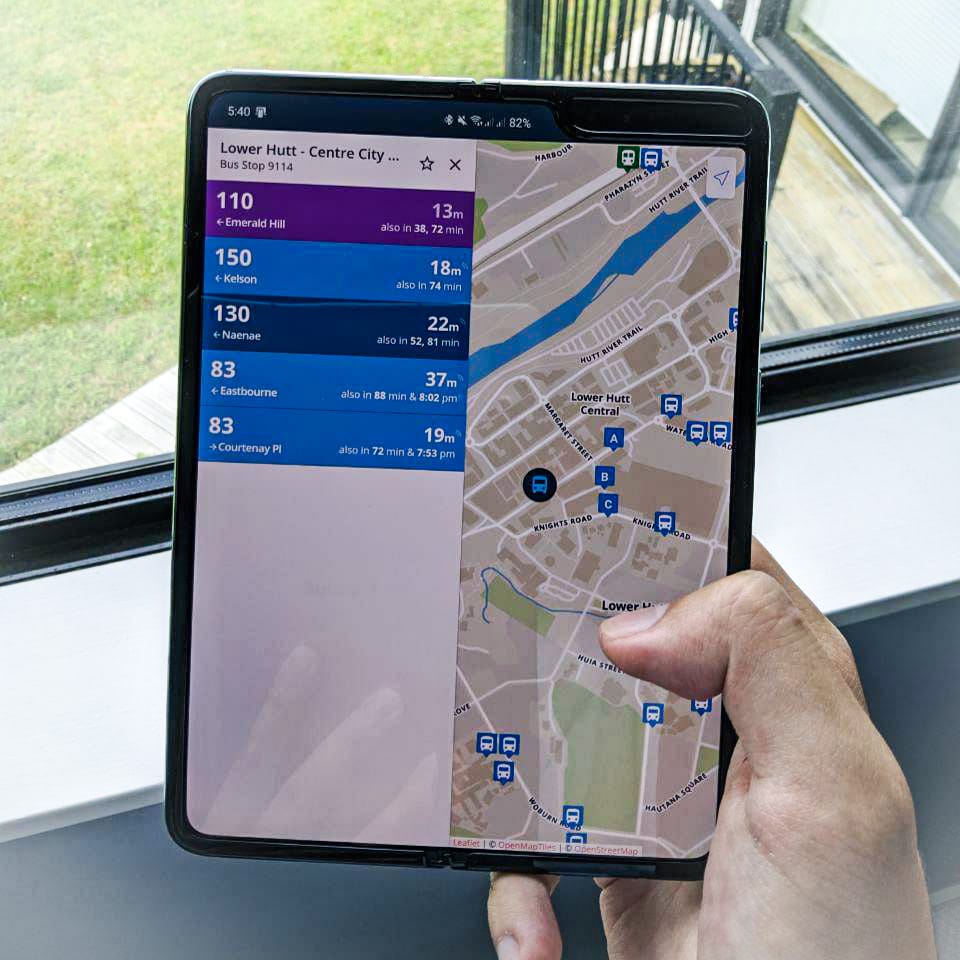 5:40
82%
Lower Hutt - Centre City ...
Bus Stop 9114
110
13m
←Emerald Hill
also in 38, 72 min
150
18m
←Kelson
also in 74 min
130
22m
←Naenae
also in 52, 81 min
83
37m
←Eastbourne
also in 88 min & 8:02 pm
83
19m
→Courtenay Pl
also in 72 min & 7:53 pm
HARBOUR
PHARAZYN STREET
HUTT RIVER TRAIL
HUTT RIVER TRAIL
HIGH S
Lower Hutt
Central
MARGARET STREET
A
B
C
KNIGHTS ROAD
KNIGHTS ROAD
Lower H
HUIA STREE
OVE
WOBURN ROAD
HAUTANA SQUARE
Leaflet | © OpenMapTiles | © OpenStreetMap